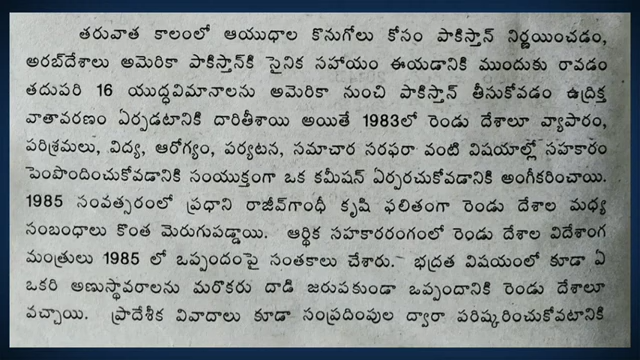 తరువాత కాలంలో ఆయుధాల కొనుగోలు కోసం పాకిస్తాన్ నిర్ణయించడం,
అరబ్‌దేశాలు అమెరికా పాకిస్తాన్‌కి సైనిక సహాయం ఈయడానికి ముందుకు రావడం
తదుపరి 16 యుద్ధవిమానాలను అమెరికా నుంచి పాకిస్తాన్ తీసుకోవడం ఉద్రిక్త
వాతావరణం ఏర్పడటానికి దారితీశాయి అయితే 1983లో రెండు దేశాలూ వ్యాపారం,
పరిశ్రమలు, విద్య, ఆరోగ్యం, పర్యటన, సమాచార సరఫరా వంటి విషయాల్లో సహకారం
పెంపొందించుకోవడానికి సంయుక్తంగా ఒక కమీషన్ ఏర్పరచుకోవడానికి అంగీకరించాయి.
1985 సంవత్సరంలో ప్రధాని రాజీవ్‌గాంధీ కృషి ఫలితంగా రెండు దేశాల మధ్య
సంబంధాలు కొంత మెరుగుపడ్డాయి. ఆర్థిక సహకారరంగంలో రెండు దేశాల విదేశాంగ
మంత్రులు 1985 లో ఒప్పందంపై సంతకాలు చేశారు. భద్రత విషయంలో కూడా ఏ
ఒకరి అణుస్థావరాలను మరొకరు దాడి జరుపకుండా ఒప్పందానికి రెండు దేశాలూ
వచ్చాయి. ప్రాదేశిక వివాదాలు కూడా సంప్రదింపుల ద్వారా పరిష్కరించుకోవటానికి